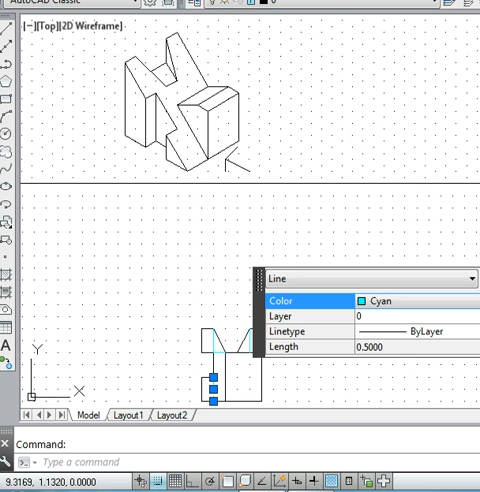 AutoCAD Classic
0
[−][Top][2D Wireframe]
Line
Color Cyan
Layer 0
Linetype ByLayer
Length 0.5000
Y
X
Model Layout1 Layout2
Command:
Type a command
9.3169, 1.1320, 0.0000
A